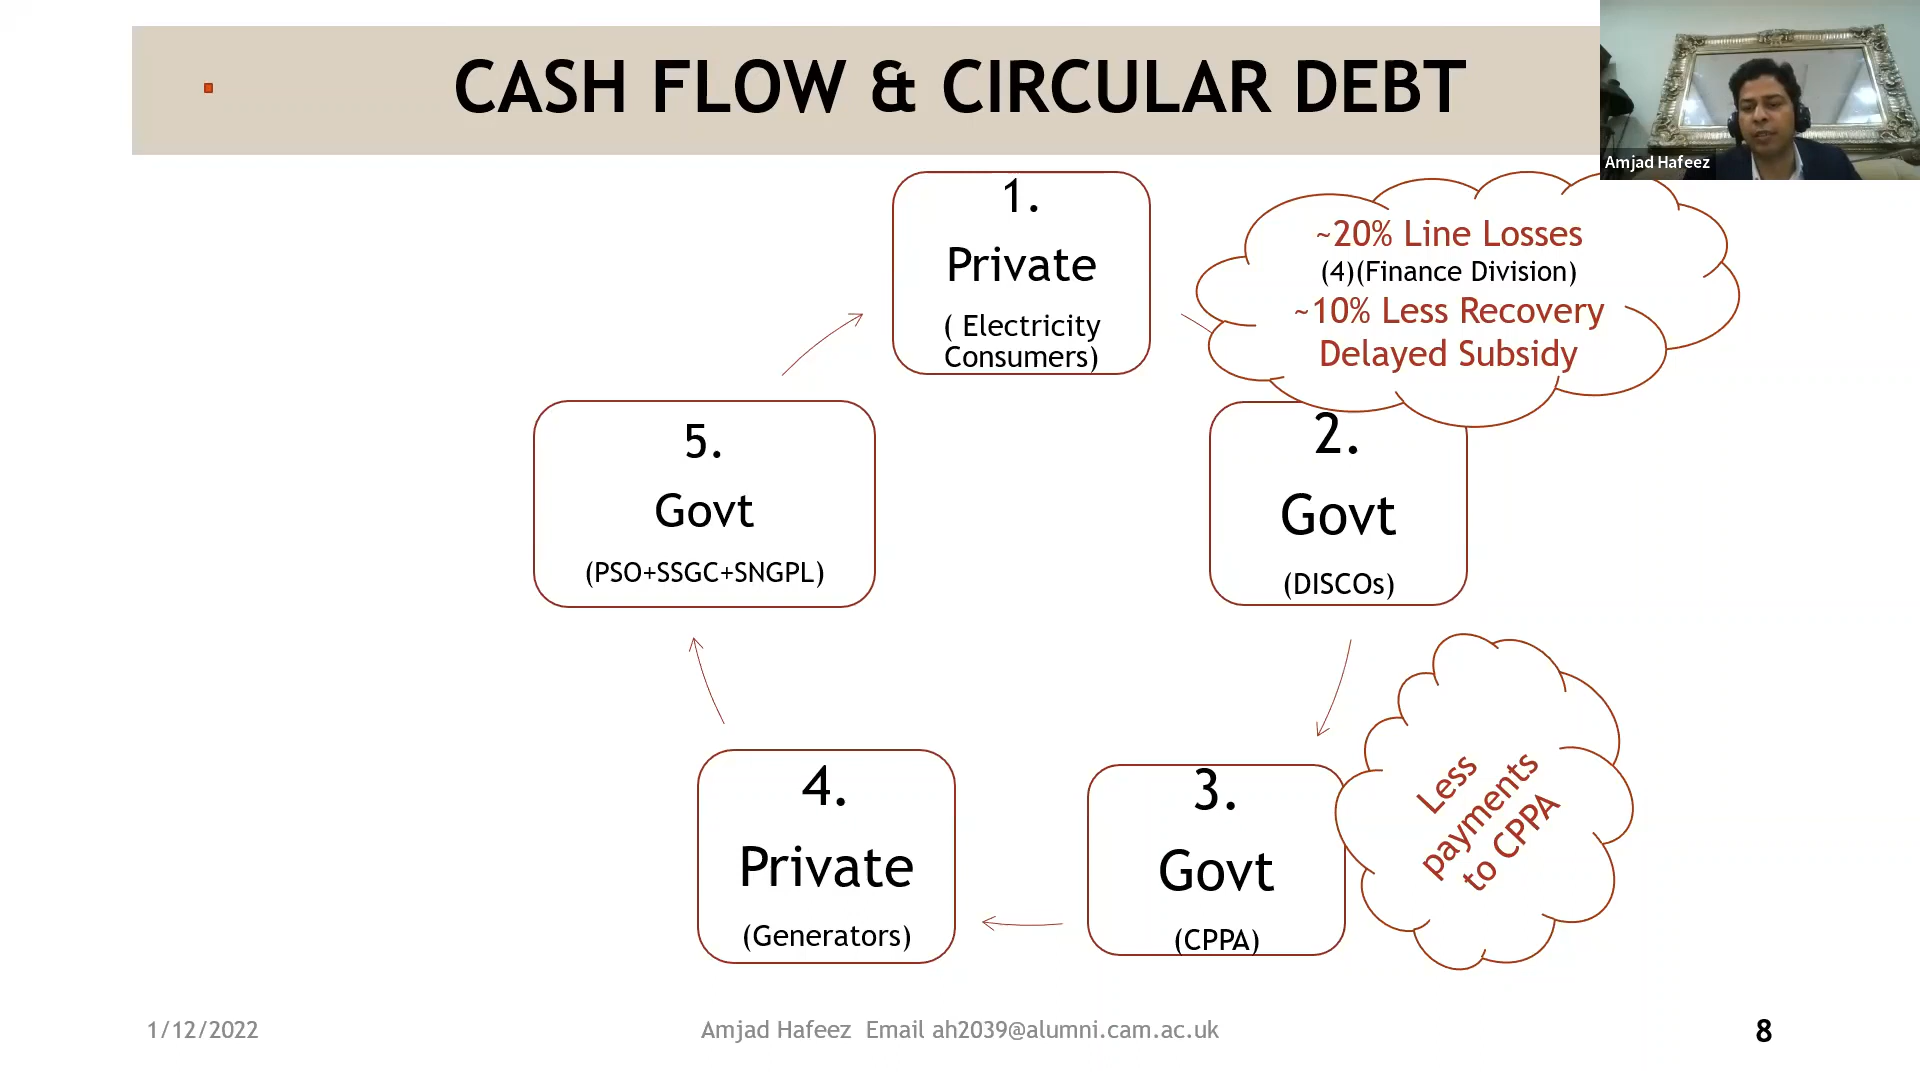 CASH FLOW & CIRCULAR DEBT
Amjad Hafeez
1.
Private
( Electricity
Consumers)
~20% Line Losses
(4)(Finance Division)
~10% Less Recovery
Delayed Subsidy
5.
Govt
(PSO+SSGC+SNGPL)
2.
Govt
(DISCOs)
4.
Private
(Generators)
3.
Govt
(CPPA)
Less
payments
to CPPA
1/12/2022
Amjad Hafeez  Email ah2039@alumni.cam.ac.uk
8